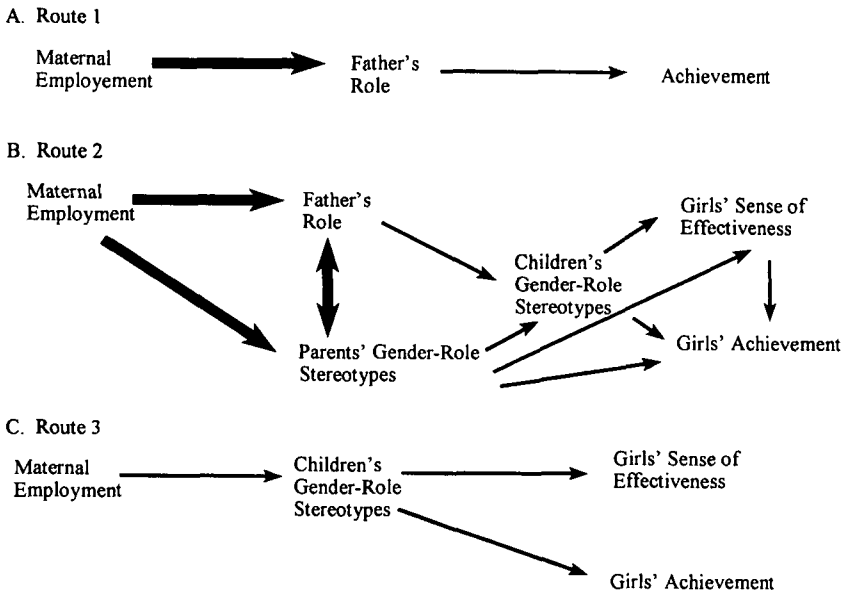 A. Route 1
Maternal
Employement
Father's
Role
Achievement
B. Route 2
Maternal
Employment
Father's
Role
Girls' Sense of
Effectiveness
Children's
Gender-Role
Stereotypes
Parents' Gender-Role
Stereotypes
Girls' Achievement
C. Route 3
Maternal
Employment
Children's
Gender-Role
Stereotypes
Girls' Sense of
Effectiveness
Girls' Achievement